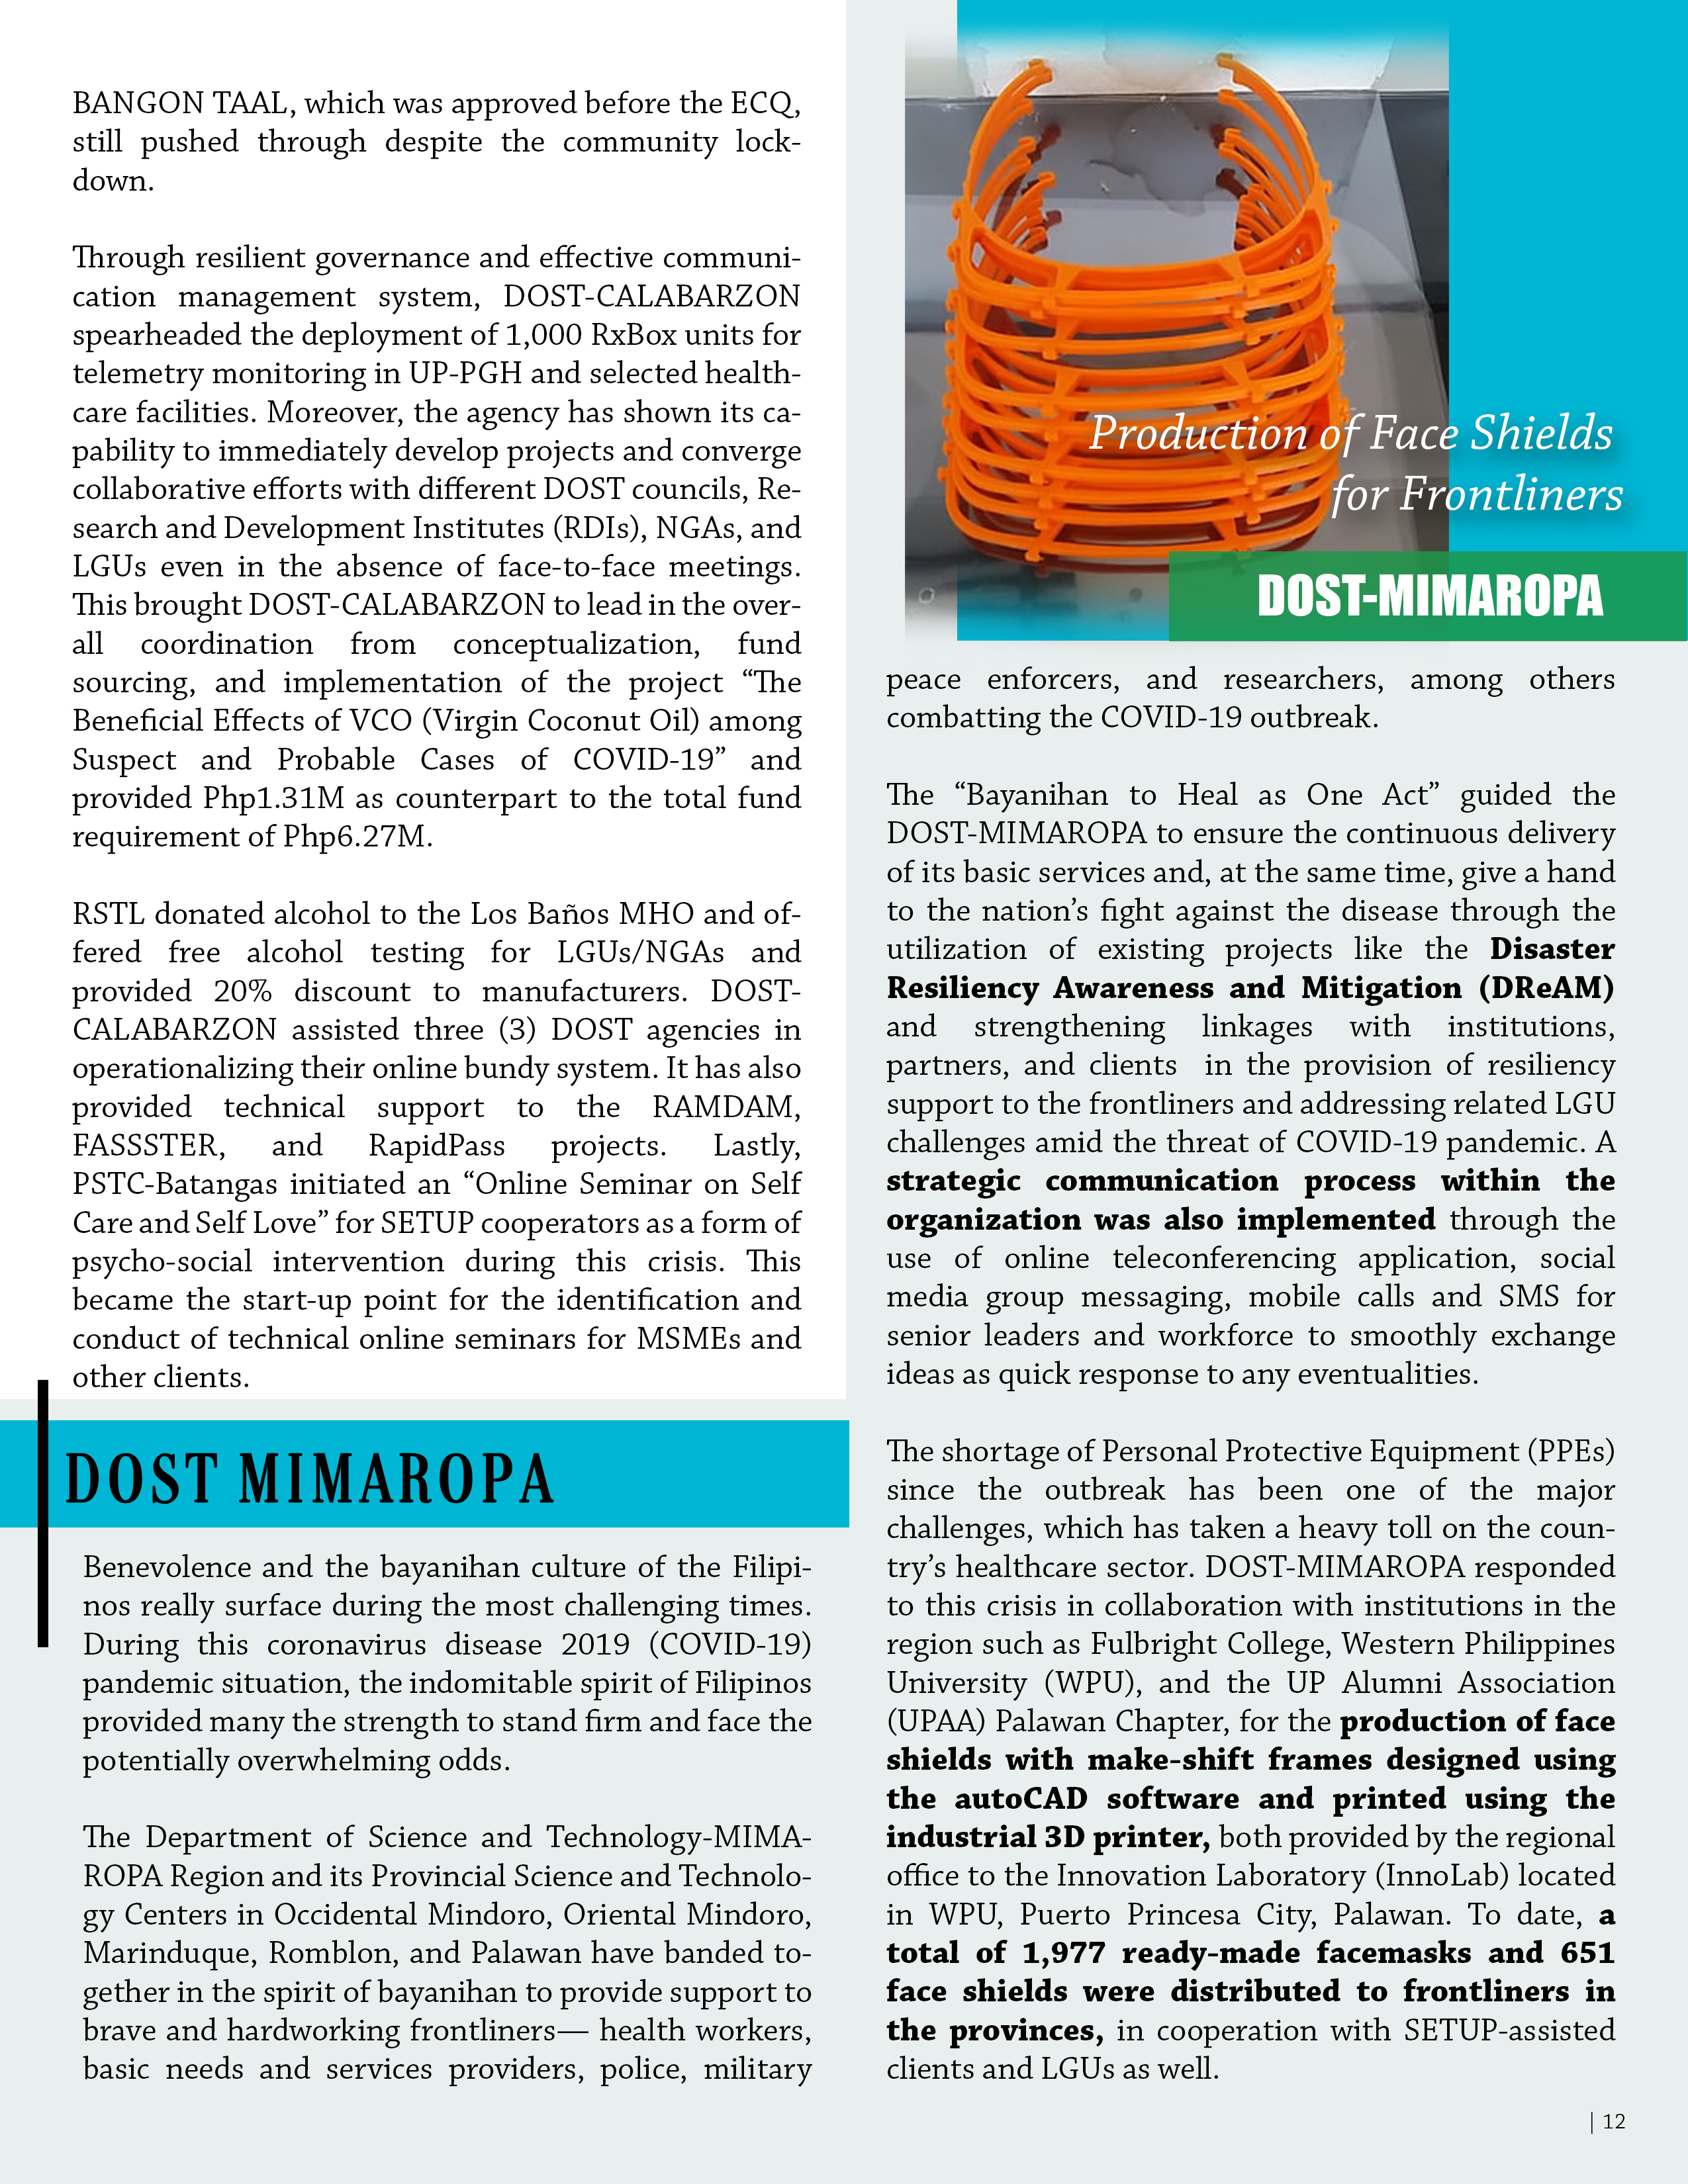 BANGON TAAL, which was approved before the ECQ,
still pushed through despite the community lock-
down.
Through resilient governance and effective communi-
cation management system, DOST-CALABARZON
spearheaded the deployment of 1,000 RxBox units for
telemetry monitoring in UP-PGH and selected health-
care facilities. Moreover, the agency has shown its ca-
pability to immediately develop projects and converge
collaborative efforts with different DOST councils, Re-
search and Development Institutes (RDIs), NGAs, and
LGUs even in the absence of face-to-face meetings.
This brought DOST-CALABARZON to lead in the over-
all coordination from conceptualization, fund
sourcing, and implementation of the project “The
Beneficial Effects of VCO (Virgin Coconut Oil) among
Suspect and Probable Cases of COVID-19” and
provided Php1.31M as counterpart to the total fund
requirement of Php6.27M.
RSTL donated alcohol to the Los Baños MHO and of-
fered free alcohol testing for LGUs/NGAs and
provided 20% discount to manufacturers. DOST-
CALABARZON assisted three (3) DOST agencies in
operationalizing their online bundy system. It has also
provided technical support to the RAMDAM,
FASSSTER, and RapidPass projects. Lastly,
PSTC-Batangas initiated an “Online Seminar on Self
Care and Self Love” for SETUP cooperators as a form of
psycho-social intervention during this crisis. This
became the start-up point for the identification and
conduct of technical online seminars for MSMEs and
other clients.
DOST MIMAROPA
Benevolence and the bayanihan culture of the Filipi-
nos really surface during the most challenging times.
During this coronavirus disease 2019 (COVID-19)
pandemic situation, the indomitable spirit of Filipinos
provided many the strength to stand firm and face the
potentially overwhelming odds.
The Department of Science and Technology-MIMA-
ROPA Region and its Provincial Science and Technolo-
gy Centers in Occidental Mindoro, Oriental Mindoro,
Marinduque, Romblon, and Palawan have banded to-
gether in the spirit of bayanihan to provide support to
brave and hardworking frontliners— health workers,
basic needs and services providers, police, military
Production of Face Shields
for Frontliners
DOST-MIMAROPA
peace enforcers, and researchers, among others
combatting the COVID-19 outbreak.
The “Bayanihan to Heal as One Act” guided the
DOST-MIMAROPA to ensure the continuous delivery
of its basic services and, at the same time, give a hand
to the nation’s fight against the disease through the
utilization of existing projects like the Disaster
Resiliency Awareness and Mitigation (DReAM)
and strengthening linkages with institutions,
partners, and clients in the provision of resiliency
support to the frontliners and addressing related LGU
challenges amid the threat of COVID-19 pandemic. A
strategic communication process within the
organization was also implemented through the
use of online teleconferencing application, social
media group messaging, mobile calls and SMS for
senior leaders and workforce to smoothly exchange
ideas as quick response to any eventualities.
The shortage of Personal Protective Equipment (PPEs)
since the outbreak has been one of the major
challenges, which has taken a heavy toll on the coun-
try’s healthcare sector. DOST-MIMAROPA responded
to this crisis in collaboration with institutions in the
region such as Fulbright College, Western Philippines
University (WPU), and the UP Alumni Association
(UPAA) Palawan Chapter, for the production of face
shields with make-shift frames designed using
the autoCAD software and printed using the
industrial 3D printer, both provided by the regional
office to the Innovation Laboratory (InnoLab) located
in WPU, Puerto Princesa City, Palawan. To date, a
total of 1,977 ready-made facemasks and 651
face shields were distributed to frontliners in
the provinces, in cooperation with SETUP-assisted
clients and LGUs as well.
| 12